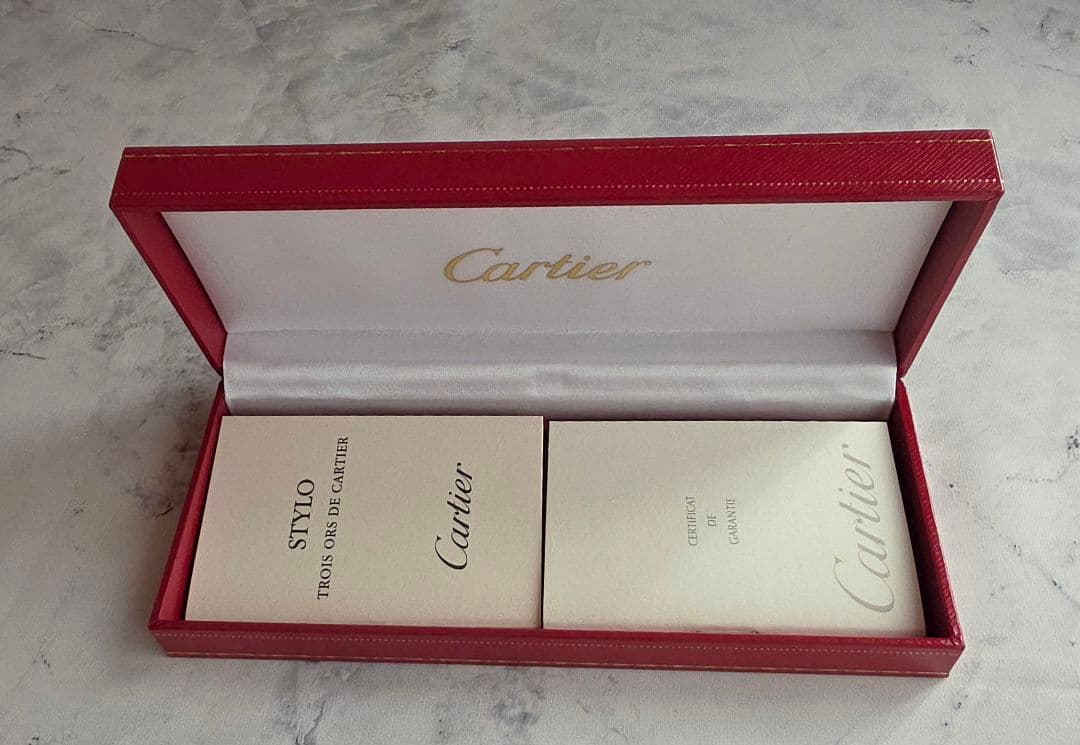 Cartier
STYLO
TROIS ORS DE CARTIER
Cartier
CERTIFICAT
DE
GARANTIE
Cartier